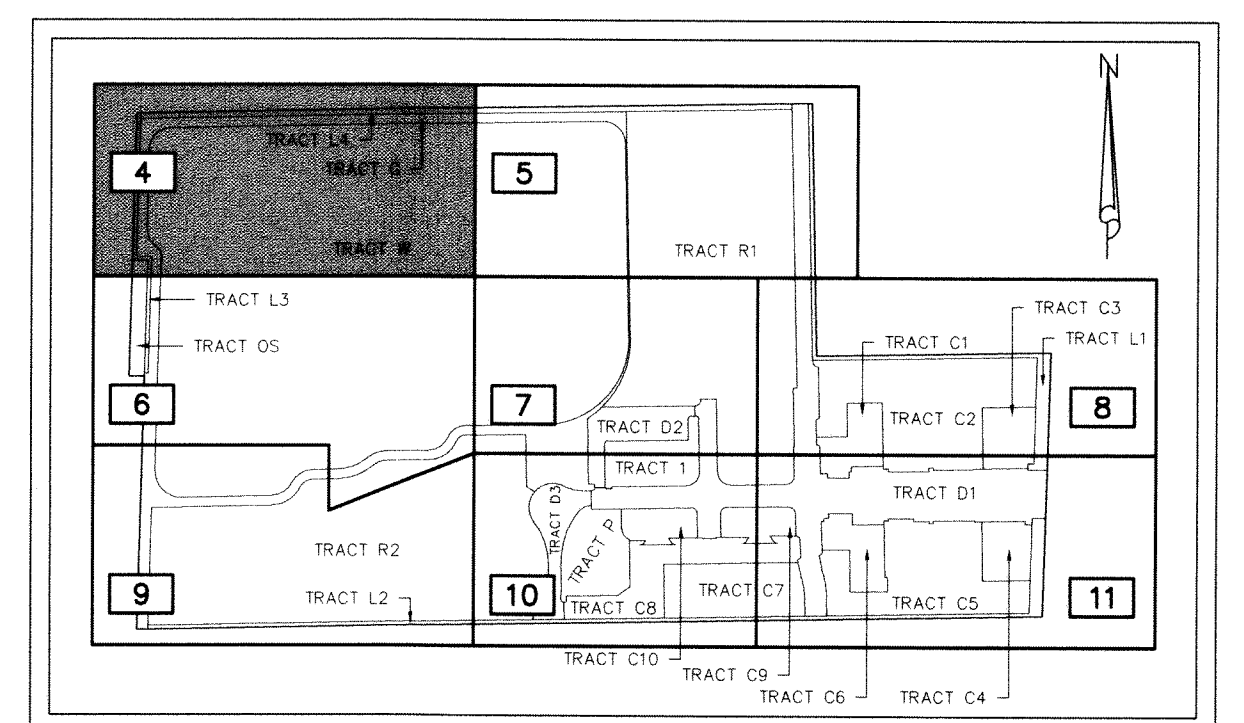 N
TRACT L4
4
TRACT G
5
TRACT W
TRACT R1
TRACT L3
TRACT C3
TRACT L1
TRACT OS
TRACT C1
6
7
8
TRACT D2
TRACT C2
TRACT 1
TRACT D1
TRACT D3
TRACT P
TRACT R2
9
TRACT L2
10
TRACT C8
TRACT C7
TRACT C5
11
TRACT C10
TRACT C9
TRACT C6
TRACT C4